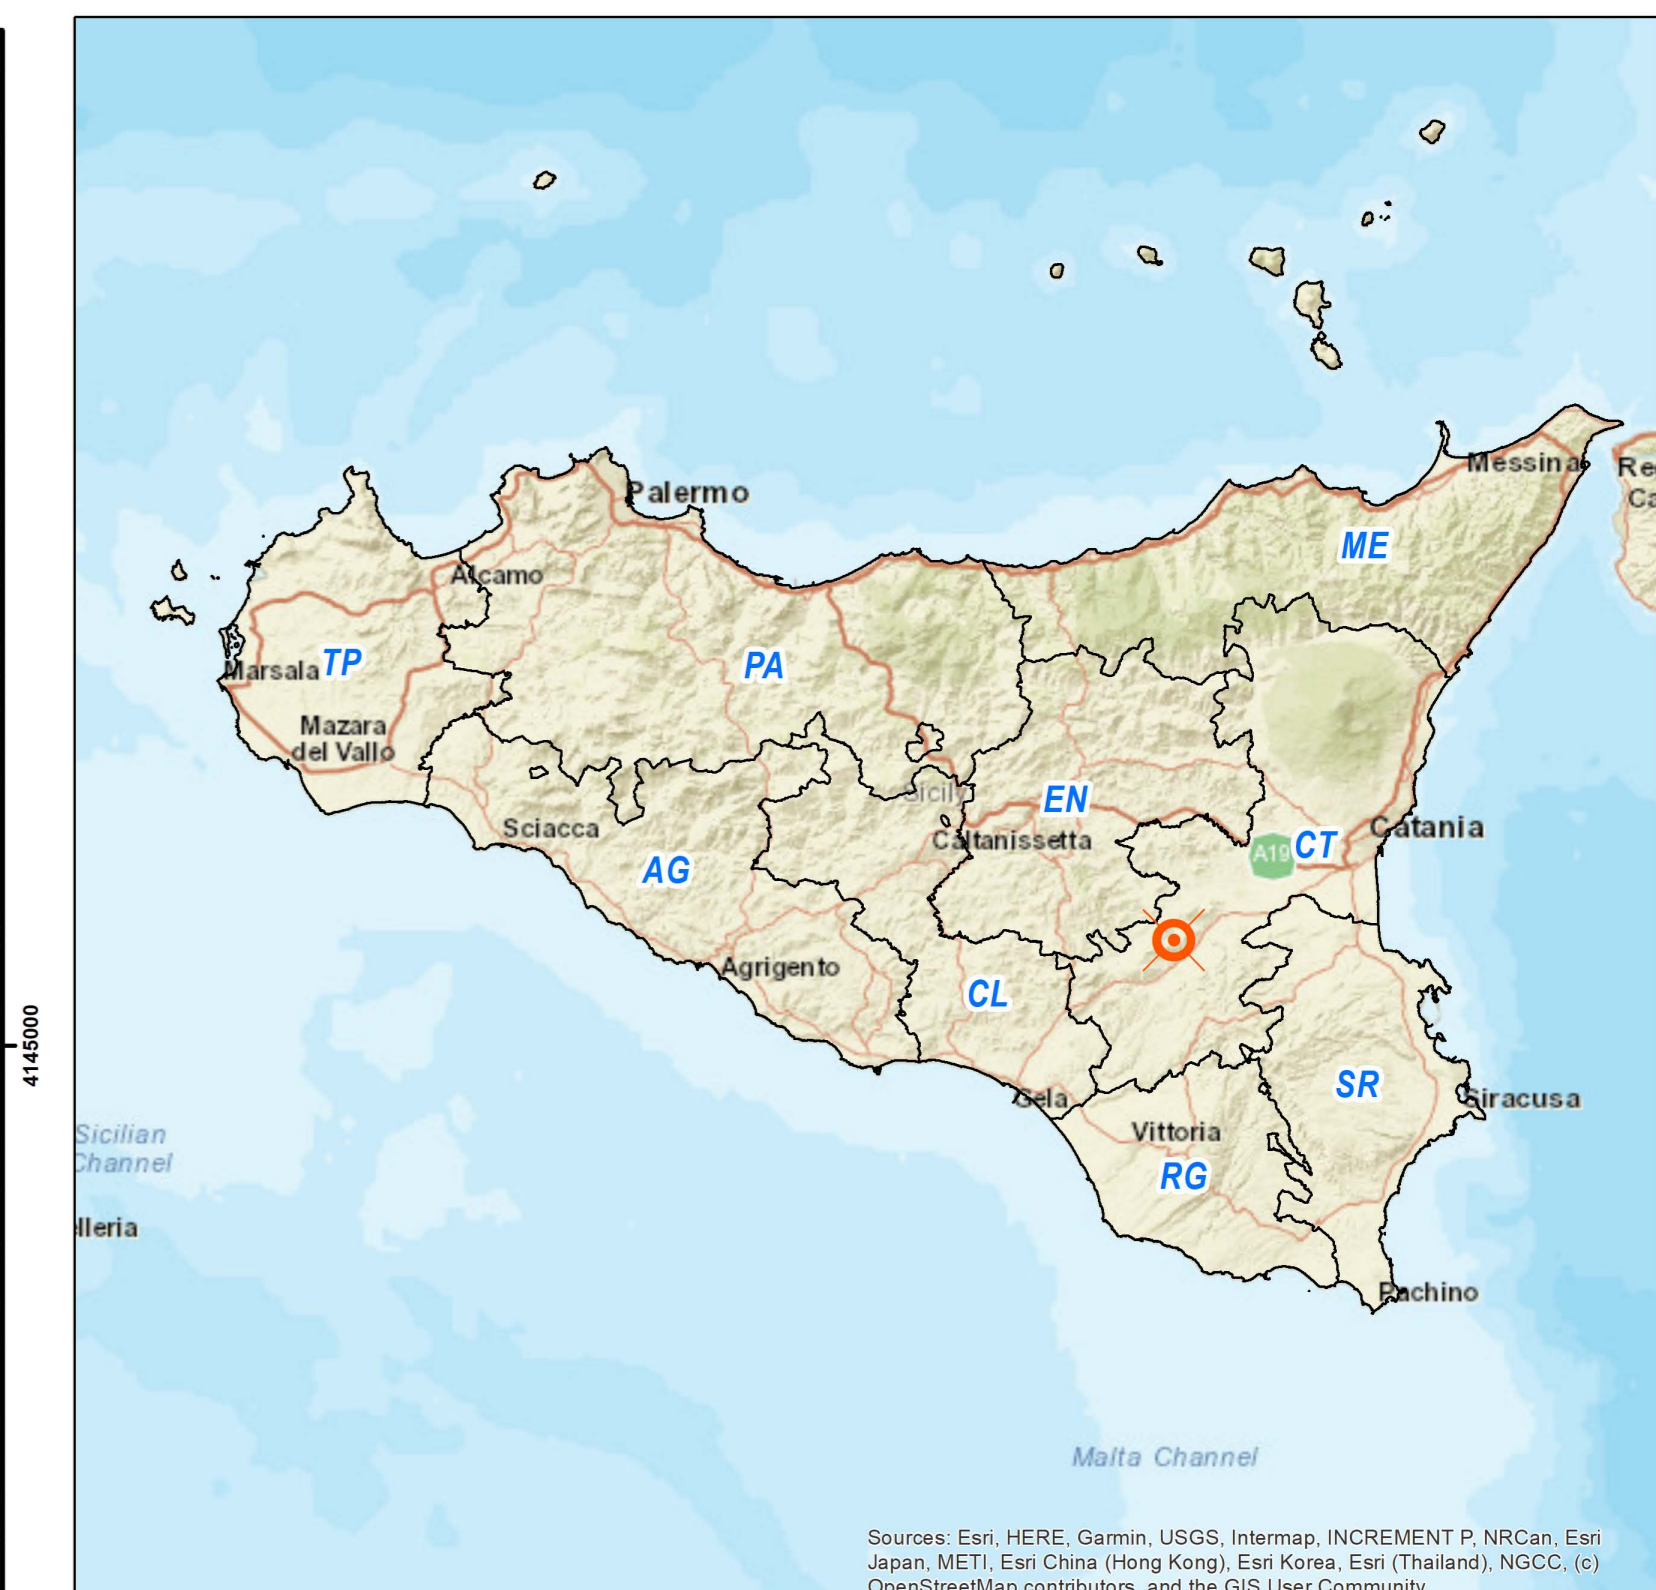 Messina
Re
Ca
Palermo
ME
Alcamo
Marsala
TP
PA
Mazara
del Vallo
Sicily
EN
Sciacca
Caltanissetta
Catania
A19
CT
AG
Agrigento
CL
4145000
SR
Gela
Siracusa
Vittoria
Sicilian
Channel
RG
lleria
Pachino
Malta Channel
Sources: Esri, HERE, Garmin, USGS, Intermap, INCREMENT P, NRCan, Esri
Japan, METI, Esri China (Hong Kong), Esri Korea, Esri (Thailand), NGCC, (c)
OpenStreetMap contributors, and the GIS User Community